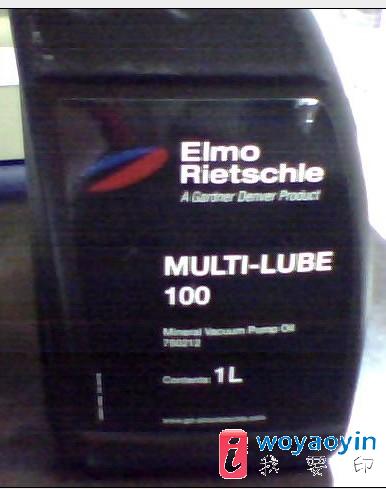 Elmo
Rietschle
A Gardner Denver Product
MULTI-LUBE
100
Mineral Vacuum Pump Oil
Contents 1L
i woyaoyin
我 要 印